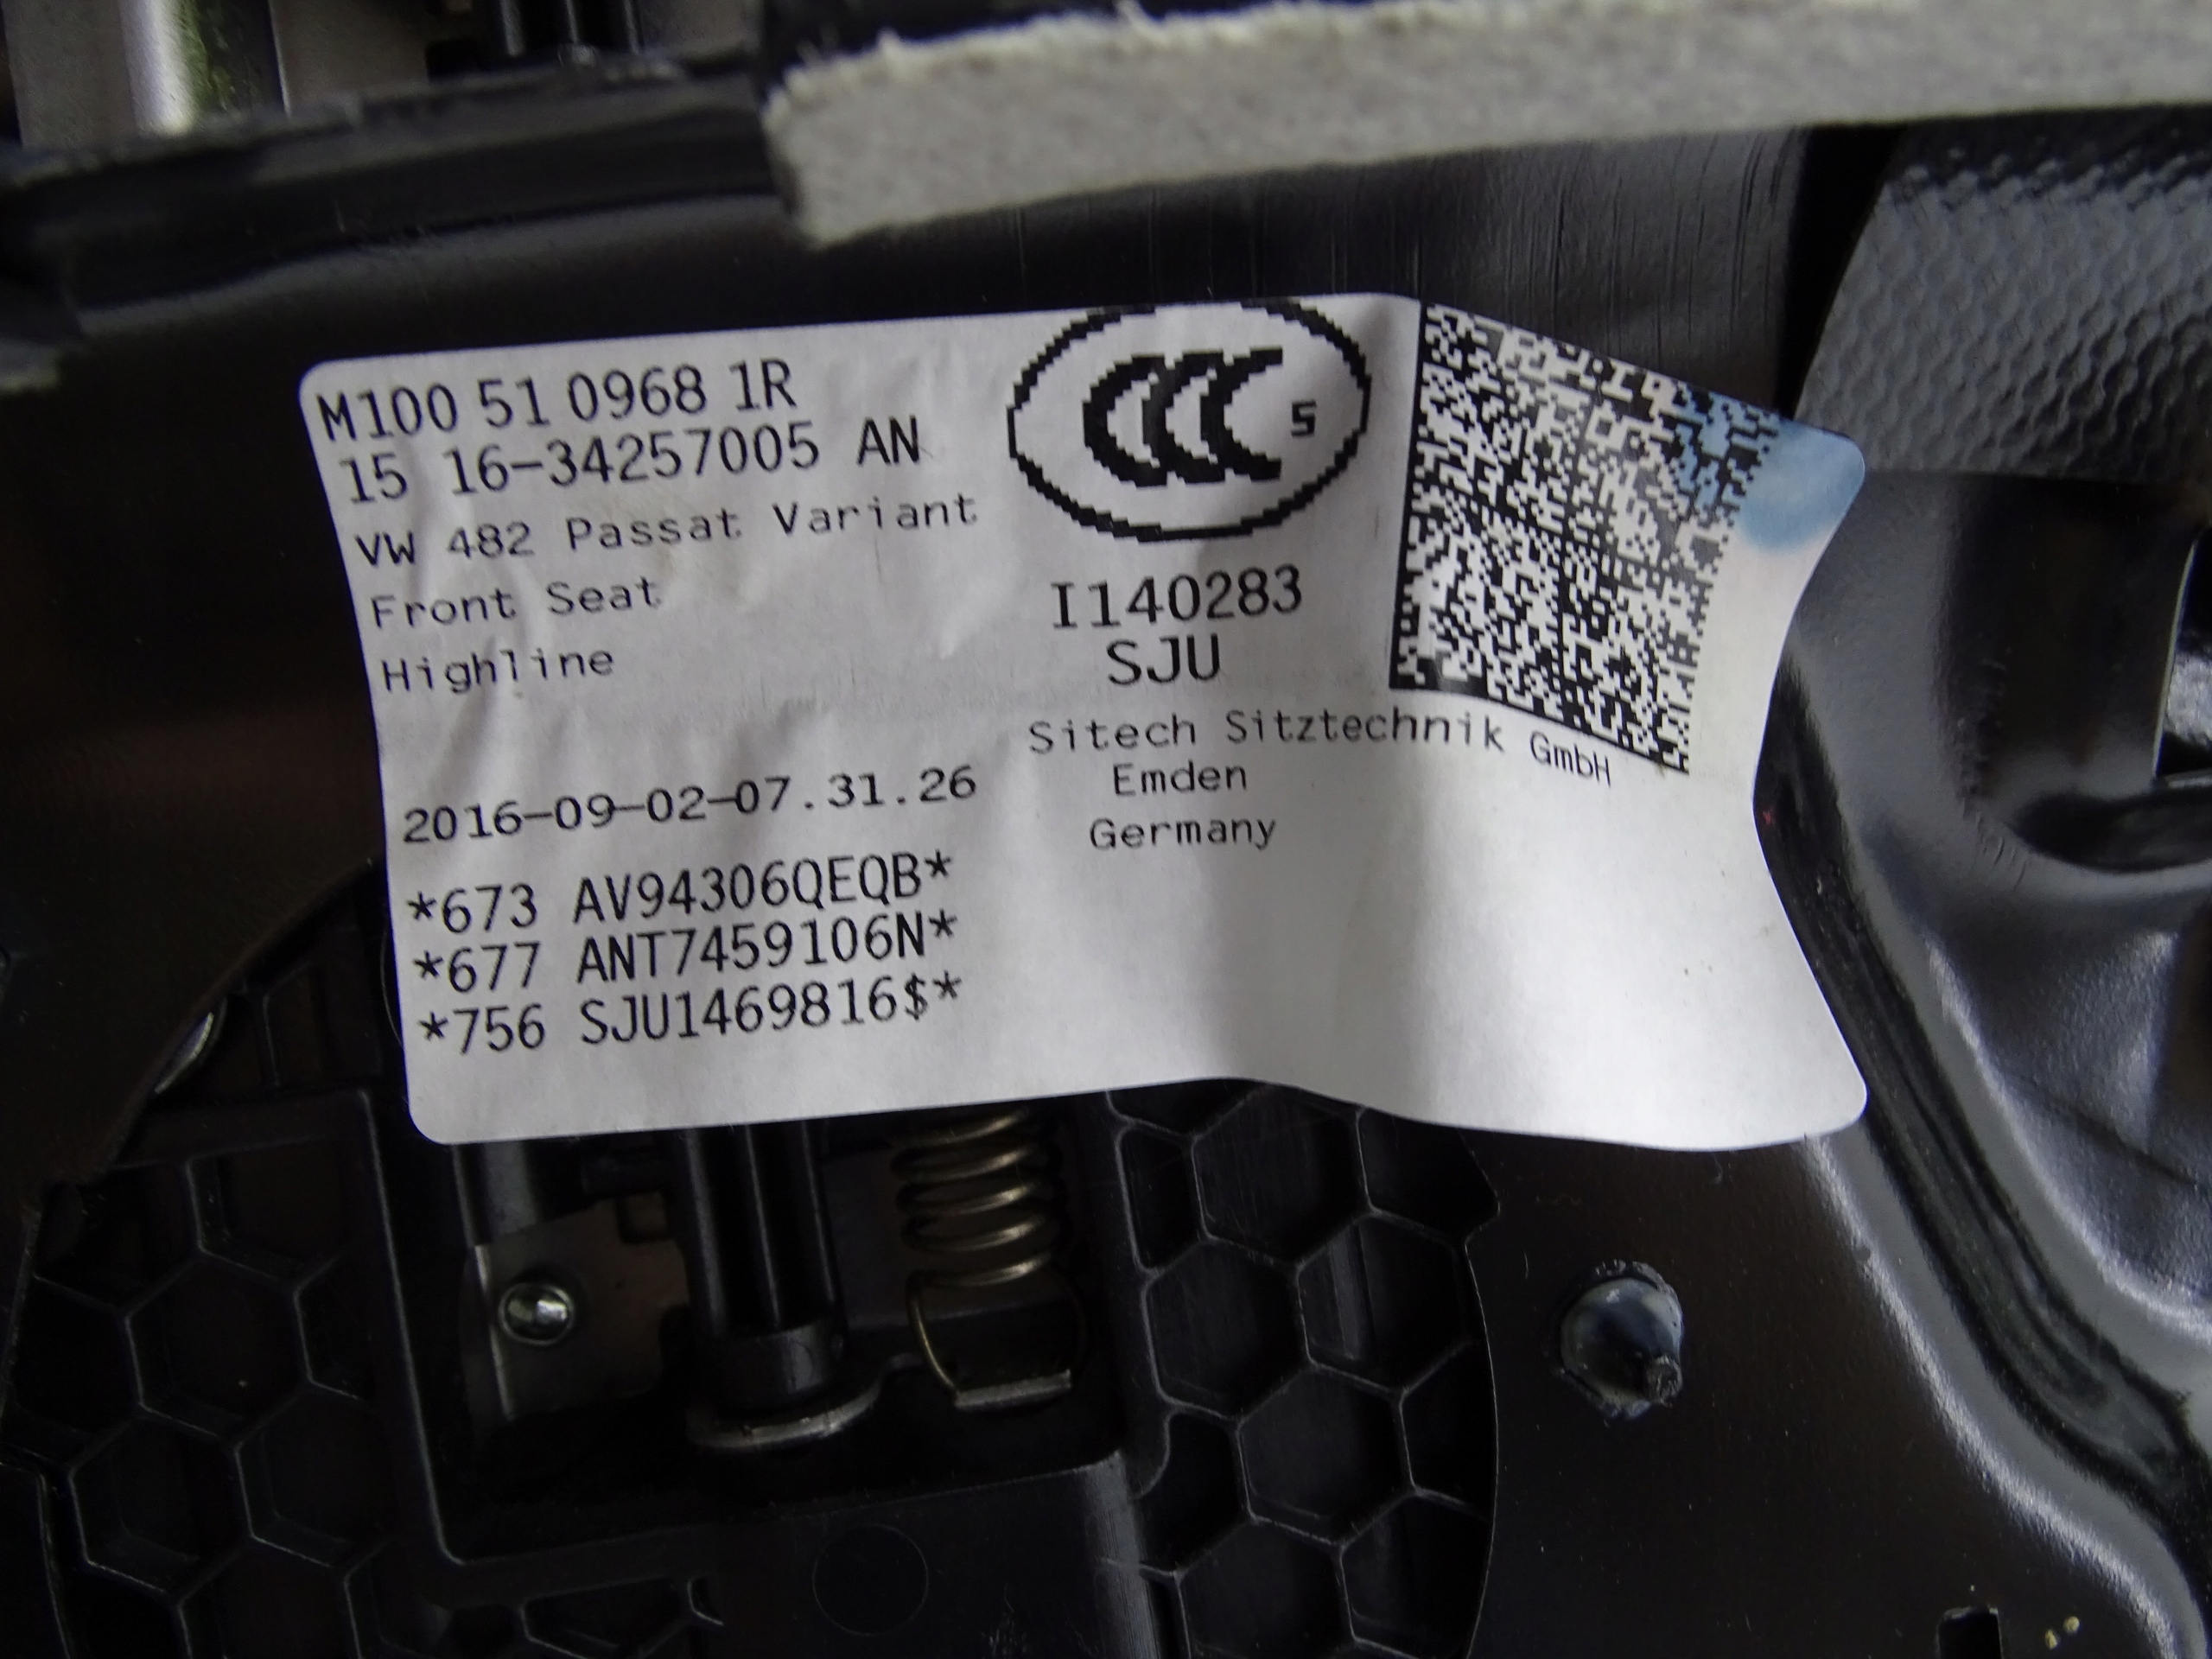 M100 51 0968 1R
15 16-34257005 AN
VW 482 Passat Variant
Front Seat
Highline
2016-09-02-07.31.26
*673 AV94306QEQB*
*677 ANT7459106N*
*756 SJU1469816$*
CCC S
I140283
SJU
Sitech Sitztechnik GmbH
Emden
Germany